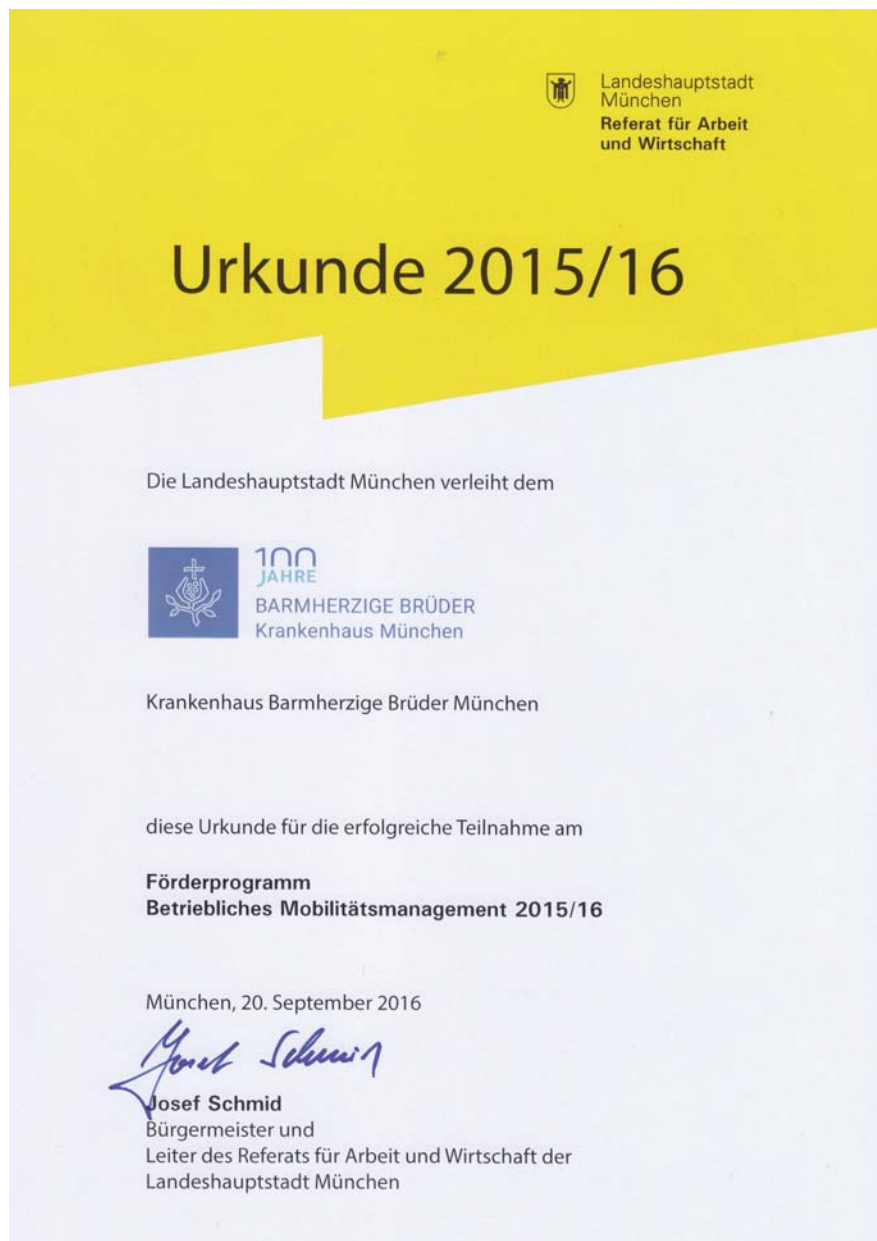 Landeshauptstadt
München
Referat für Arbeit
und Wirtschaft
Urkunde 2015/16
Die Landeshauptstadt München verleiht dem
100
JAHRE
BARMHERZIGE BRÜDER
Krankenhaus München
Krankenhaus Barmherzige Brüder München
diese Urkunde für die erfolgreiche Teilnahme am
Förderprogramm
Betriebliches Mobilitätsmanagement 2015/16
München, 20. September 2016
Josef Schmid
Josef Schmid
Bürgermeister und
Leiter des Referats für Arbeit und Wirtschaft der
Landeshauptstadt München